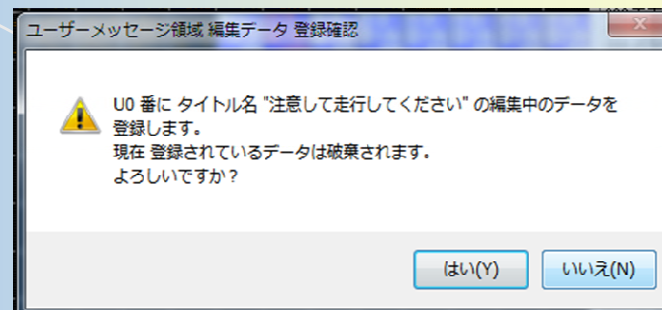 ユーザーメッセージ領域 編集データ 登録確認
U0 番に タイトル名 "注意して走行してください" の編集中のデータを
登録します。
現在 登録されているデータは破棄されます。
よろしいですか？
はい(Y)
いいえ(N)